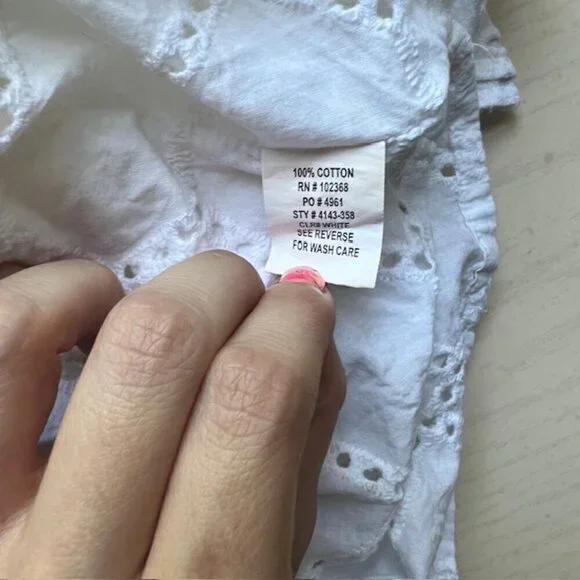 100% COTTON
RN # 102368
PO # 4961
STY # 4143-358
CLR# WHITE
SEE REVERSE
FOR WASH CARE